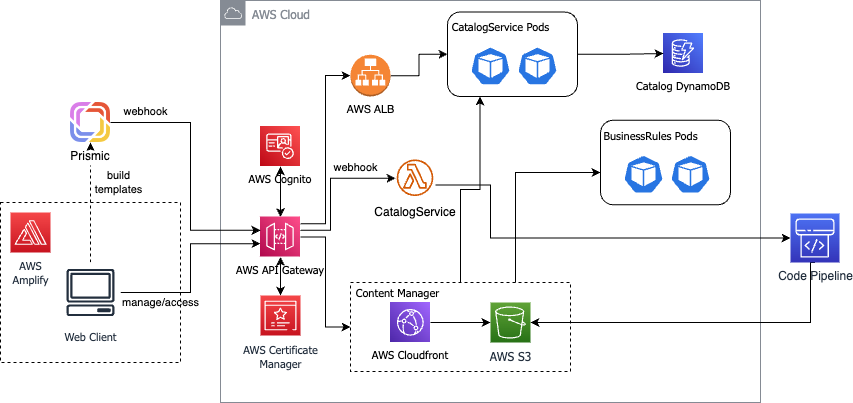 AWS Cloud
CatalogService Pods
Catalog DynamoDB
AWS ALB
webhook
Prismic
build
templates
AWS Cognito
webhook
CatalogService
BusinessRules Pods
AWS
Amplify
Web Client
manage/access
AWS API Gateway
Code Pipeline
AWS Certificate
Manager
Content Manager
AWS Cloudfront
AWS S3